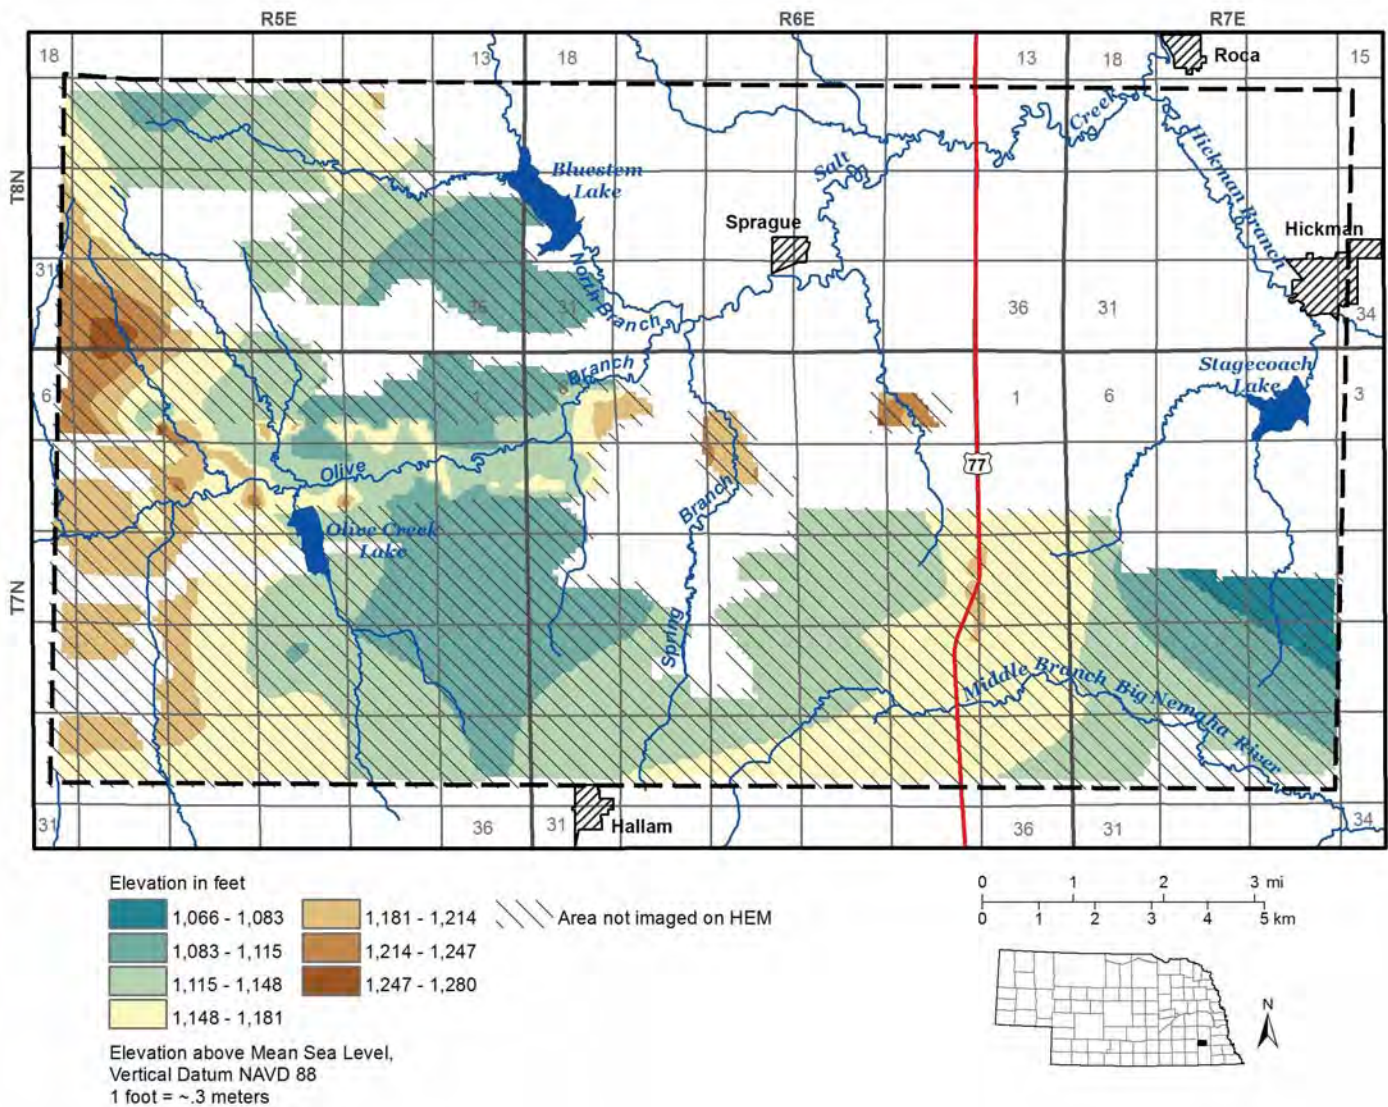 R5E R6E R7E
18 13 18 13 18 Roca 15
T8N
Creek
Hickman Branch
Bluestem
Lake
Salt
Sprague
Hickman
31
North Branch
36 31 36 31 34
Branch
Stagecoach
Lake
6 1 6 1 6 3
Olive
77
Branch
Olive Creek
Lake
T7N
Spring
Middle Branch Big Nemaha River
31 36 31 Hallam 36 31 34
Elevation in feet
1,066 - 1,083 1,181 - 1,214 Area not imaged on HEM
1,083 - 1,115 1,214 - 1,247
1,115 - 1,148 1,247 - 1,280
1,148 - 1,181
0 1 2 3 mi
0 1 2 3 4 5 km
N
Elevation above Mean Sea Level,
Vertical Datum NAVD 88
1 foot = ~.3 meters